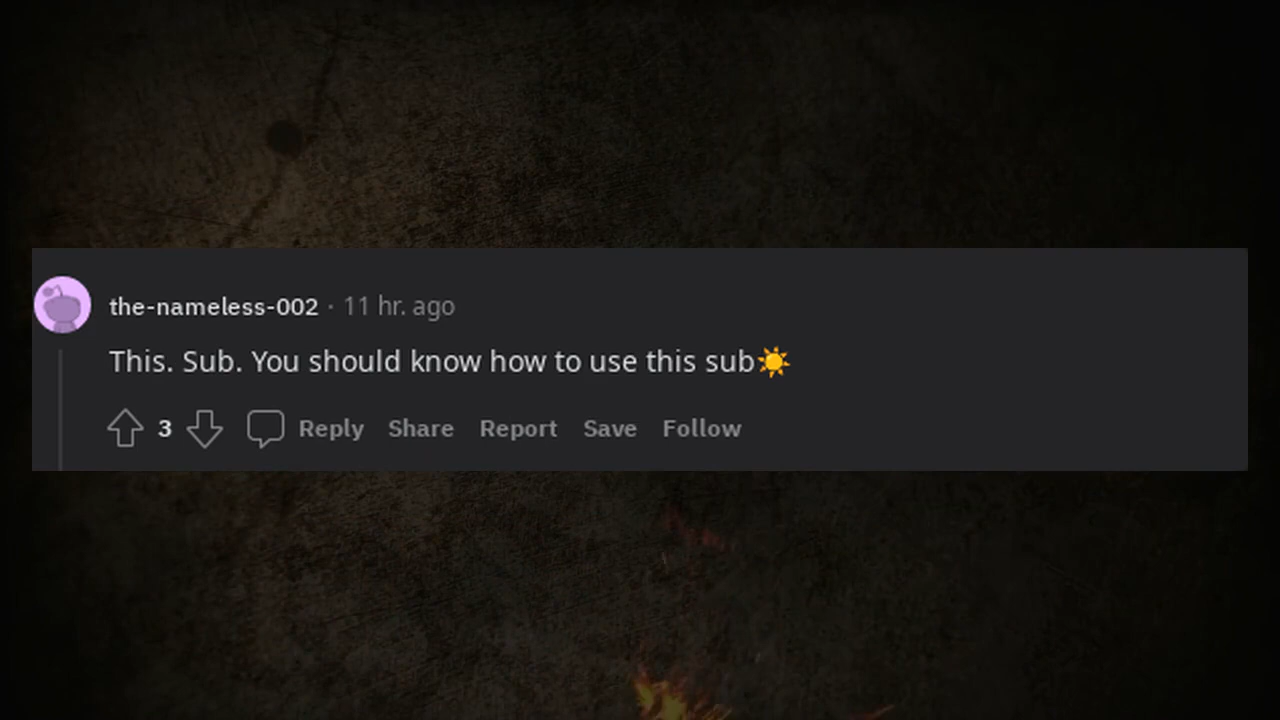 the-nameless-002 · 11 hr. ago
This. Sub. You should know how to use this sub☀️
3 Reply Share Report Save Follow